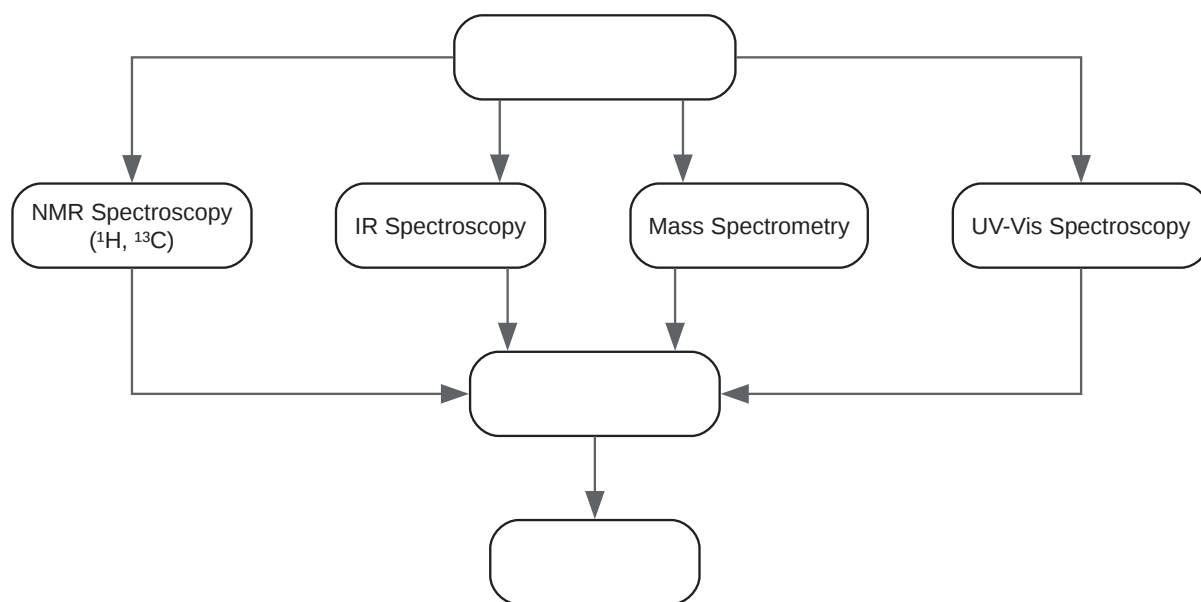 NMR Spectroscopy
(¹H, ¹³C)
IR Spectroscopy
Mass Spectrometry
UV-Vis Spectroscopy